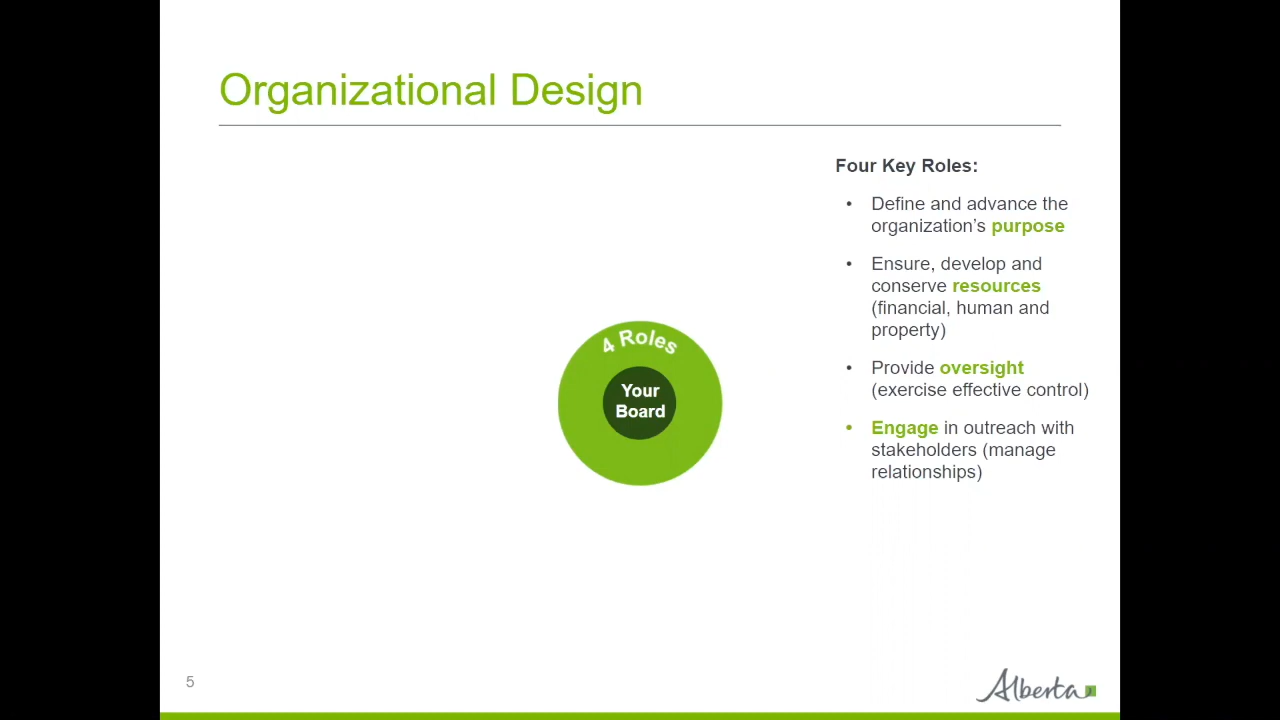 Organizational Design
Four Key Roles:
• Define and advance the
organization’s purpose
• Ensure, develop and
conserve resources
(financial, human and
property)
• Provide oversight
(exercise effective control)
• Engage in outreach with
stakeholders (manage
relationships)
4 Roles
Your
Board
5
Alberta